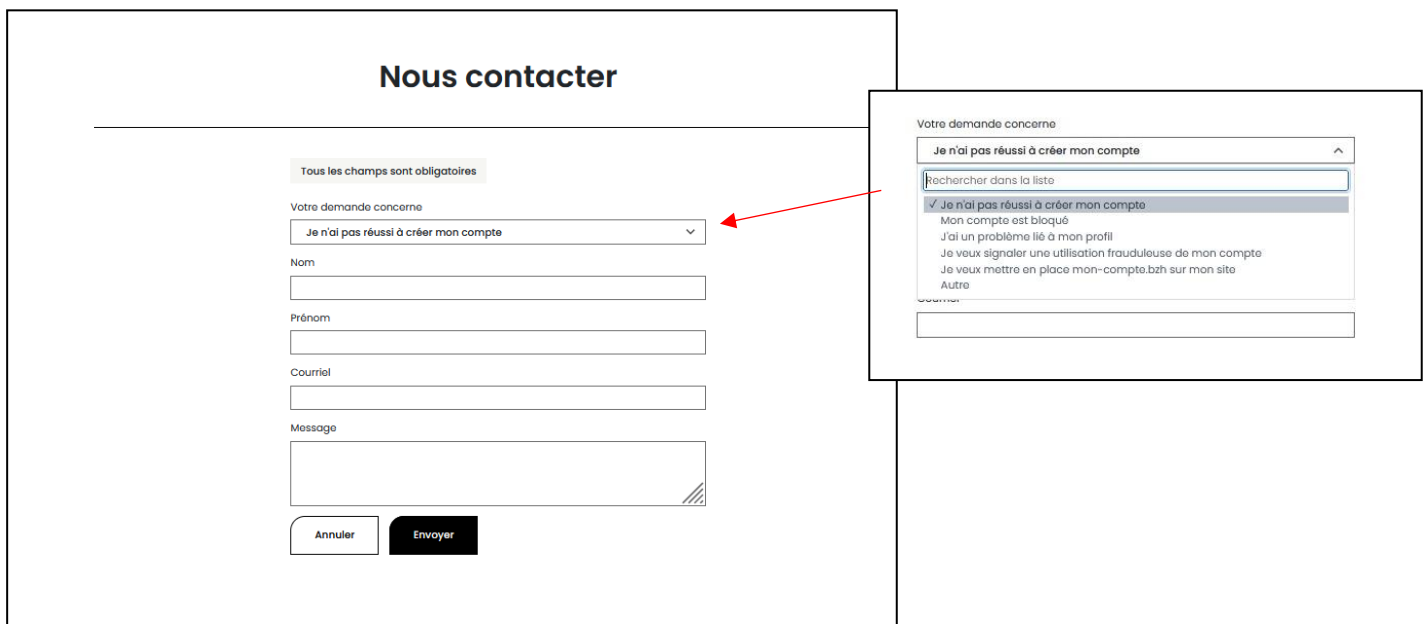 Nous contacter
Tous les champs sont obligatoires
Votre demande concerne
Je n'ai pas réussi à créer mon compte
Nom
Prénom
Courriel
Message
Annuler
Envoyer
Votre demande concerne
Je n'ai pas réussi à créer mon compte
Rechercher dans la liste
✓ Je n'ai pas réussi à créer mon compte
Mon compte est bloqué
J'ai un problème lié à mon profil
Je veux signaler une utilisation frauduleuse de mon compte
Je veux mettre en place mon-compte.bzh sur mon site
Autre
Courriel